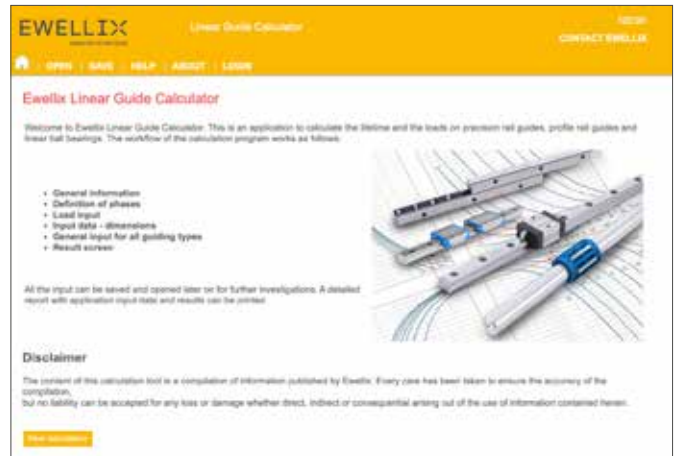 EWELLIX
Linear Guide Calculator
CONTACT EWELLIX
OPEN | SAVE | HELP | ABOUT | LOGIN
Ewellix Linear Guide Calculator
Welcome to Ewellix Linear Guide Calculator. This is an application to calculate the lifetime and the loads on precision rail guides, profile rail guides and
linear ball bearings. The workflow of the calculation program works as follows:
• General information
• Definition of phases
• Load input
• Input data - dimensions
• General input for all guiding types
• Result screen
All the input can be saved and opened later on for further investigations. A detailed
report with application input data and results can be printed.
Disclaimer
The content of this calculation tool is a compilation of information published by Ewellix. Every care has been taken to ensure the accuracy of the
compilation,
but no liability can be accepted for any loss or damage whether direct, indirect or consequential arising out of the use of information contained herein.
New calculation